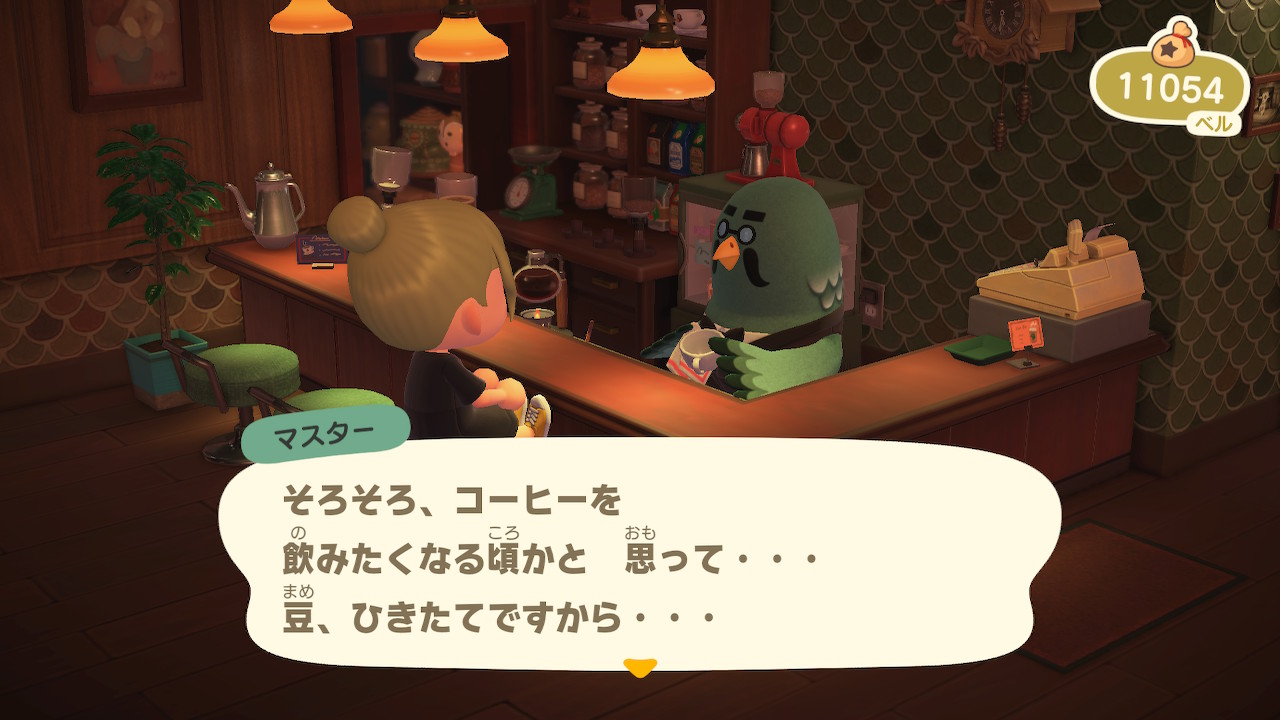 11054
ベル
マスター
そろそろ、コーヒーを
飲みたくなる頃かと　思って・・・
豆、ひきたてですから・・・